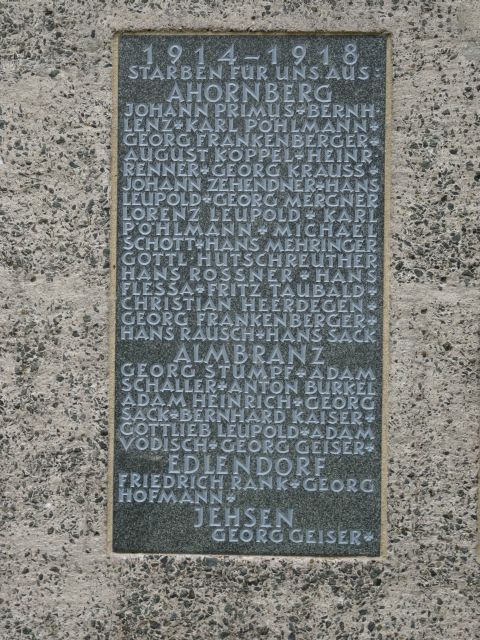 1914-1918
STARBEN FÜR UNS AUS
AHORNBERG
JOHANN PRIMUS*BERNH.
LENZ*KARL PÖHLMANN*
GEORG FRANKENBERGER*
AUGUST KÖPPEL*HEINR.
RENNER*GEORG KRAUSS*
JOHANN ZEHENDNER*HANS
LEUPOLD*GEORG MERGNER
LORENZ LEUPOLD*KARL
PÖHLMANN*MICHAEL
SCHOTT*HANS MEHRINGER
GOTTL. HUTSCHREUTHER
HANS ROSSNER*HANS
FLESSA*FRITZ TAUBALD*
CHRISTIAN HEERDEGEN
GEORG FRANKENBERGER*
HANS RAUSCH*HANS SACK
ALMBRANZ
GEORG STUMPF*ADAM
SCHALLER*ANTON BURKEL
ADAM HEINRICH*GEORG
SACK*BERNHARD KAISER*
GOTTLIEB LEUPOLD*ADAM
VODISCH*GEORG GEISER*
EDLENDORF
FRIEDRICH RANK*GEORG
HOFMANN*
JEHSEN
GEORG GEISER*